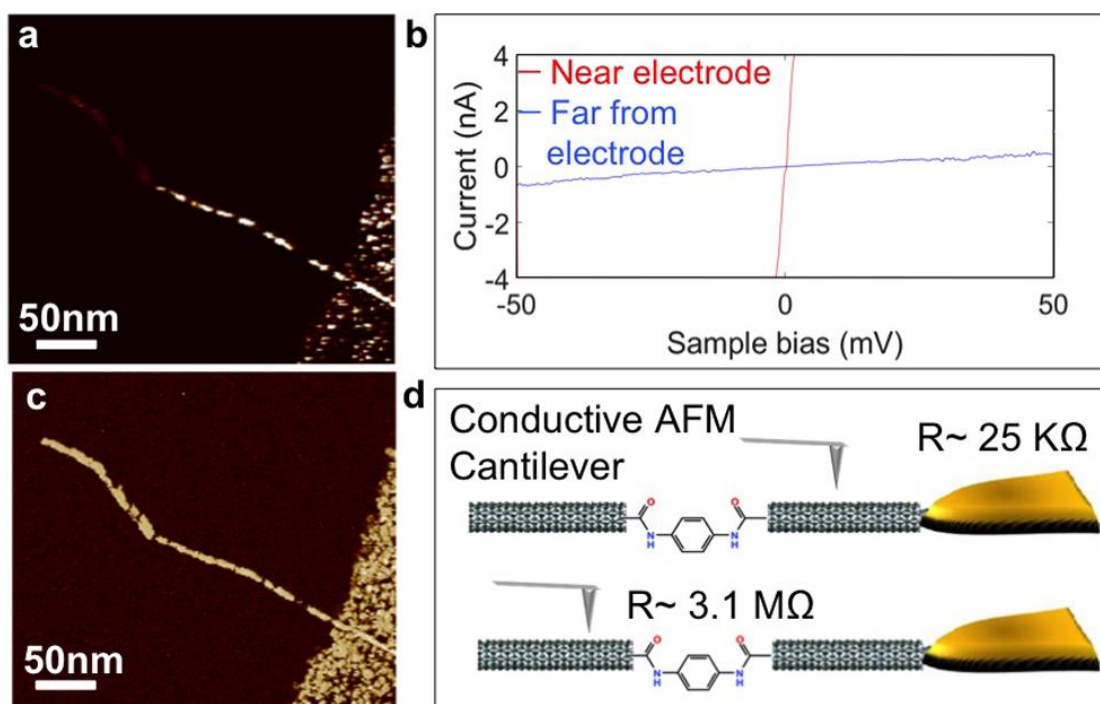 a
50nm
b
Current (nA)
4
2
0
-2
-4
Near electrode
Far from
electrode
-50
0
50
Sample bias (mV)
c
50nm
d
Conductive AFM
Cantilever
R~ 25 KΩ
O
O
N
H
N
H
R~ 3.1 MΩ
O
O
N
H
N
H